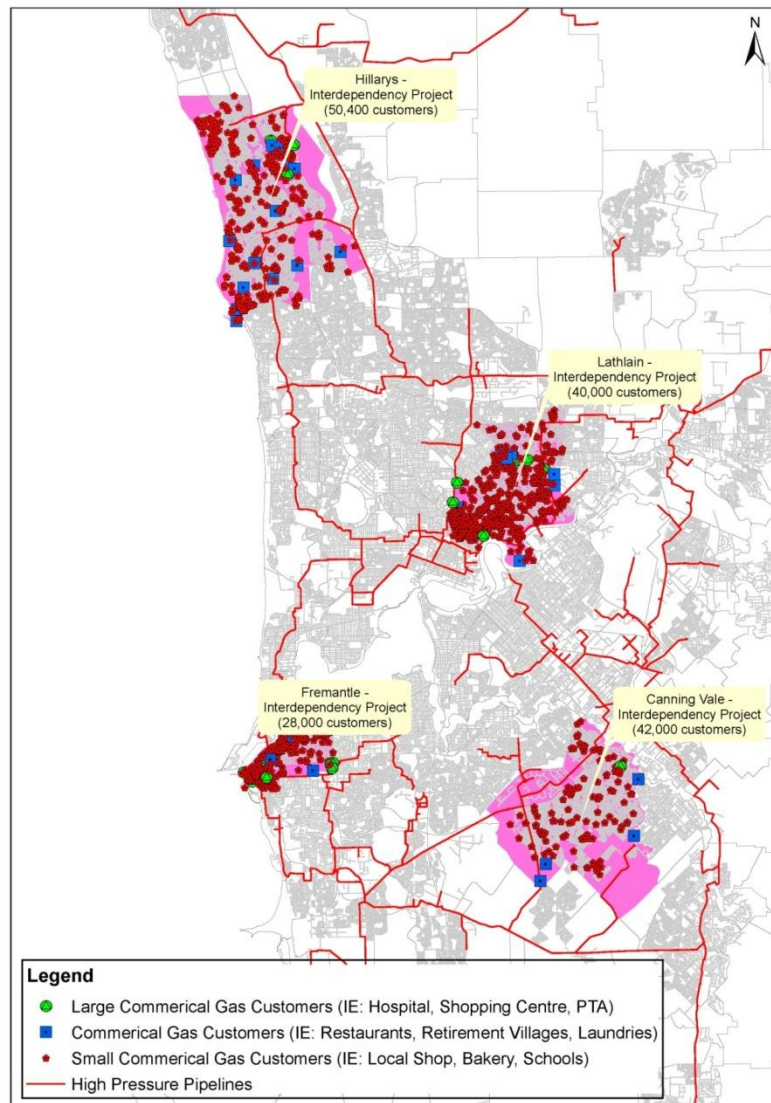 N
Hillarys -
Interdependency Project
(50,400 customers)
Lathlain -
Interdependency Project
(40,000 customers)
Fremantle -
Interdependency Project
(28,000 customers)
Canning Vale -
Interdependency Project
(42,000 customers)
Legend
Large Commerical Gas Customers (IE: Hospital, Shopping Centre, PTA)
Commerical Gas Customers (IE: Restaurants, Retirement Villages, Laundries)
Small Commerical Gas Customers (IE: Local Shop, Bakery, Schools)
High Pressure Pipelines